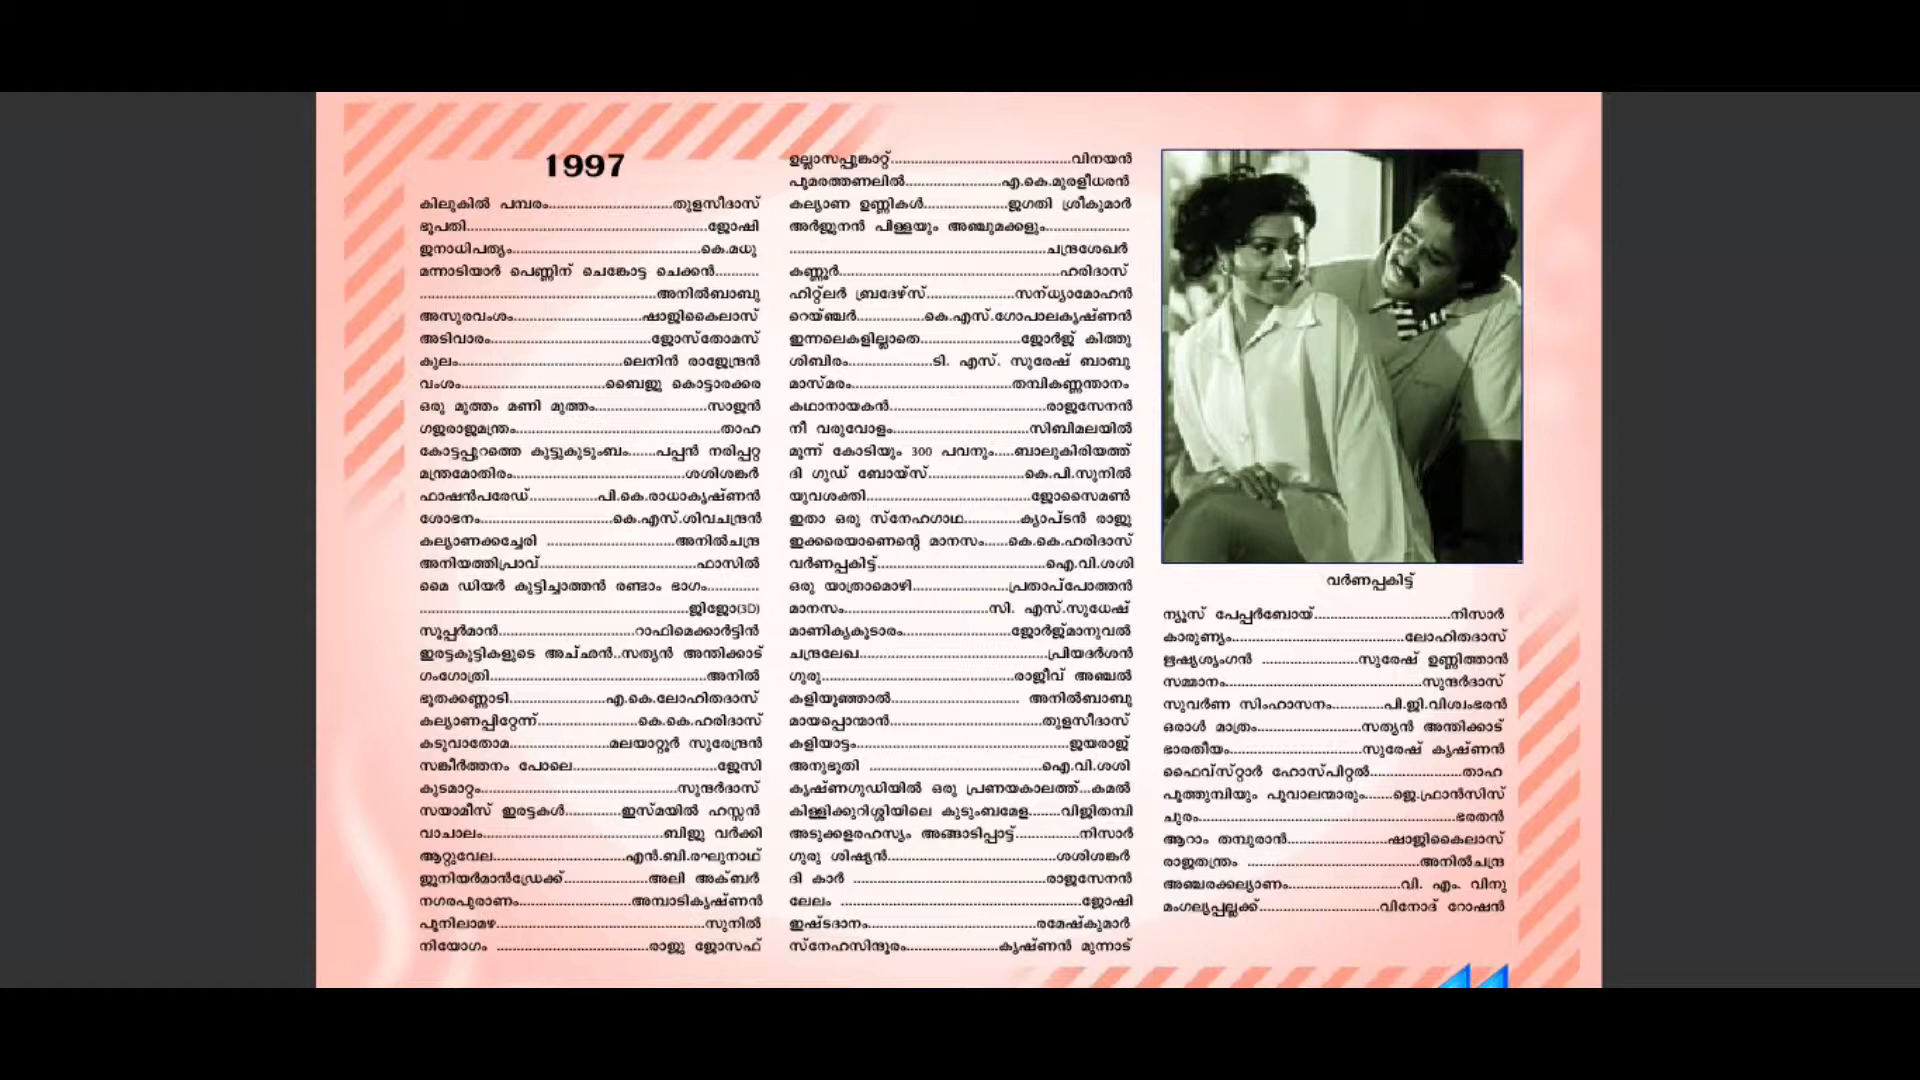 1997
കിലുകിൽ പമ്പരം...............................തുളസീദാസ്
ഭൂപതി.............................................................ജോഷി
ജനാധിപത്യം................................................കെ.മധു
മന്നാടിയാർ പെണ്ണിന് ചെങ്കോട്ട ചെക്കൻ...........
............................................................അനിൽബാബു
അസുരവംശം.................................ഷാജികൈലാസ്
അടിവാരം.........................................ജോസ്തോമസ്
കുലം..........................................ലെനിൻ രാജേന്ദ്രൻ
വംശം.....................................ബൈജു കൊട്ടാരക്കര
ഒരു മുത്തം മണി മുത്തം............................സാജൻ
ഗജരാജമന്ത്രം....................................................താഹ
കോട്ടപ്പുറത്തെ കൂട്ടുകുടുംബം.......പപ്പൻ നരിപ്പറ്റ
മന്ത്രമോതിരം............................................ശശിശങ്കർ
ഫാഷൻപരേഡ്.................പി.കെ.രാധാകൃഷ്ണൻ
ശോഭനം..................................കെ.എസ്.ശിവചന്ദ്രൻ
കല്യാണക്കച്ചേരി ................................അനിൽചന്ദ്ര
അനിയത്തിപ്രാവ്........................................ഫാസിൽ
മൈ ഡിയർ കുട്ടിച്ചാത്തൻ രണ്ടാം ഭാഗം.............
....................................................................ജിജോ(3D)
സൂപ്പർമാൻ..................................റാഫിമെക്കാർട്ടിൻ
ഇരട്ടകുട്ടികളുടെ അച്ഛൻ..സത്യൻ അന്തിക്കാട്
ഗംഗോത്രി......................................................അനിൽ
ഭൂതക്കണ്ണാടി........................എ.കെ.ലോഹിതദാസ്
കല്യാണപ്പിറ്റേന്ന്.........................കെ.കെ.ഹരിദാസ്
കടുവാതോമ.........................മലയാറ്റൂർ സുരേന്ദ്രൻ
സങ്കീർത്തനം പോലെ....................................ജേസി
കുടമാറ്റം.................................................സുന്ദർദാസ്
സയാമീസ് ഇരട്ടകൾ..............ഇസ്മയിൽ ഹസ്സൻ
വാചാലം.............................................ബിജു വർക്കി
ആറ്റുവേല.................................എൻ.ബി.രഘുനാഥ്
ജൂനിയർമാൻഡ്രേക്ക്.....................അലി അക്ബർ
നഗരപുരാണം............................അമ്പാടികൃഷ്ണൻ
പൂനിലാമഴ....................................................സുനിൽ
നിയോഗം ......................................രാജു ജോസഫ്
ഉല്ലാസപ്പൂങ്കാറ്റ്.............................................വിനയൻ
പൂമരത്തണലിൽ........................എ.കെ.മുരളീധരൻ
കല്യാണ ഉണ്ണികൾ.....................ജഗതി ശ്രീകുമാർ
അർജുനൻ പിള്ളയും അഞ്ചുമക്കളും.....................
.................................................................ചന്ദ്രശേഖർ
കണ്ണൂർ.......................................................ഹരിദാസ്
ഹിറ്റ്ലർ ബ്രദേഴ്സ്......................സന്ധ്യാമോഹൻ
റെയ്ഞ്ചർ.................കെ.എസ്.ഗോപാലകൃഷ്ണൻ
ഇന്നലെകളില്ലാതെ.........................ജോർജ് കിത്തു
ശിബിരം.....................ടി. എസ്. സുരേഷ് ബാബു
മാസ്മരം........................................തമ്പികണ്ണന്താനം
കഥാനായകൻ.......................................രാജസേനൻ
നീ വരുവോളം..................................സിബിമലയിൽ
മൂന്ന് കോടിയും 300 പവനും.....ബാലുകിരിയത്ത്
ദി ഗുഡ് ബോയ്സ്........................കെ.പി.സുനിൽ
യുവശക്തി.........................................ജോസൈമൺ
ഇതാ ഒരു സ്നേഹഗാഥ..............ക്യാപ്ടൻ രാജു
ഇക്കരെയാണെന്റെ മാനസം......കെ.കെ.ഹരിദാസ്
വർണപ്പകിട്ട്..........................................ഐ.വി.ശശി
ഒരു യാത്രാമൊഴി........................പ്രതാപ്പോത്തൻ
മാനസം....................................സി. എസ്.സുധേഷ്
മാണിക്യകൂടാരം...........................ജോർജ്മാനുവൽ
ചന്ദ്രലേഖ...............................................പ്രിയദർശൻ
ഗുരു................................................രാജീവ് അഞ്ചൽ
കളിയൂഞ്ഞാൽ................................ അനിൽബാബു
മായപ്പൊന്മാൻ......................................തുളസീദാസ്
കളിയാട്ടം.....................................................ജയരാജ്
അനുഭൂതി ...........................................ഐ.വി.ശശി
കൃഷ്ണഗുഡിയിൽ ഒരു പ്രണയകാലത്ത്...കമൽ
കിള്ളിക്കുറിശ്ശിയിലെ കുടുംബമേള........വിജിതമ്പി
അടുക്കളരഹസ്യം അങ്ങാടിപ്പാട്ട്................നിസാർ
ഗുരു ശിഷ്യൻ..........................................ശശിശങ്കർ
ദി കാർ ................................................രാജസേനൻ
ലേലം ............................................................ജോഷി
ഇഷ്ടദാനം..........................................രമേഷ്കുമാർ
സ്നേഹസിന്ദൂരം.......................കൃഷ്ണൻ മുന്നാട്
വർണപ്പകിട്ട്
ന്യൂസ് പേപ്പർബോയ്..................................നിസാർ
കാരുണ്യം...........................................ലോഹിതദാസ്
ഋഷ്യശൃംഗൻ ........................സുരേഷ് ഉണ്ണിത്താൻ
സമ്മാനം.................................................സുന്ദർദാസ്
സുവർണ സിംഹാസനം.............പി.ജി.വിശ്വംഭരൻ
ഒരാൾ മാത്രം..........................സത്യൻ അന്തിക്കാട്
ഭാരതീയം.................................സുരേഷ് കൃഷ്ണൻ
ഫൈവ്സ്റ്റാർ ഹോസ്പിറ്റൽ.......................താഹ
പൂത്തുമ്പിയും പൂവാലന്മാരും.......ജെ.ഫ്രാൻസിസ്
ചുരം................................................................ഭരതൻ
ആറാം തമ്പുരാൻ.........................ഷാജികൈലാസ്
രാജതന്ത്രം ...........................................അനിൽചന്ദ്ര
അഞ്ചരക്കല്യാണം............................വി. എം. വിനു
മംഗല്യപ്പല്ലക്ക്..............................വിനോദ് റോഷൻ